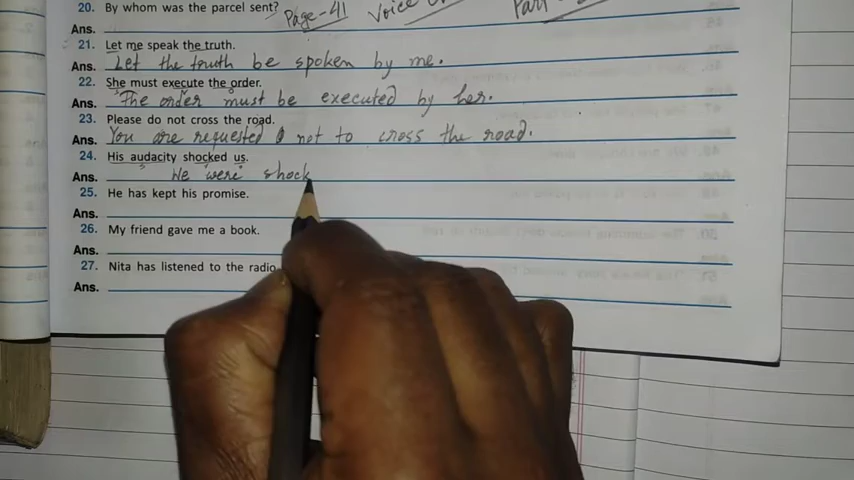 20. By whom was the parcel sent? Page-41 Voice
Ans.
21. Let me speak the truth.
Ans. Let the truth be spoken by me.
22. She must execute the order.
Ans. The order must be executed by her.
23. Please do not cross the road.
Ans. You are requested not to cross the road.
24. His audacity shocked us.
Ans. We were shock
25. He has kept his promise.
Ans.
26. My friend gave me a book.
Ans.
27. Nita has listened to the radio
Ans.